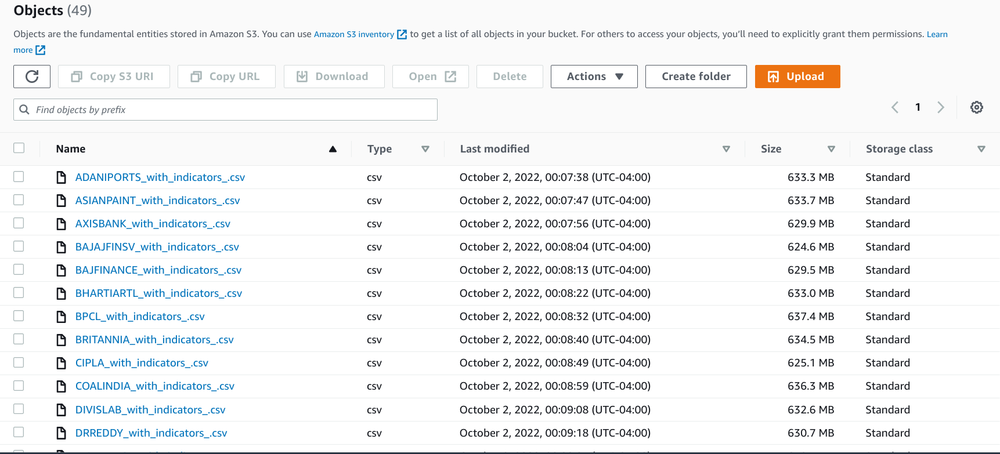 Objects (49)
Objects are the fundamental entities stored in Amazon S3. You can use Amazon S3 inventory to get a list of all objects in your bucket. For others to access your objects, you’ll need to explicitly grant them permissions. Learn
more
Copy S3 URI Copy URL Download Open Delete Actions Create folder Upload
Find objects by prefix 1
Name Type Last modified Size Storage class
ADANIPORTS_with_indicators_.csv csv October 2, 2022, 00:07:38 (UTC-04:00) 633.3 MB Standard
ASIANPAINT_with_indicators_.csv csv October 2, 2022, 00:07:47 (UTC-04:00) 633.7 MB Standard
AXISBANK_with_indicators_.csv csv October 2, 2022, 00:07:56 (UTC-04:00) 629.9 MB Standard
BAJAJFINSV_with_indicators_.csv csv October 2, 2022, 00:08:04 (UTC-04:00) 624.6 MB Standard
BAJFINANCE_with_indicators_.csv csv October 2, 2022, 00:08:13 (UTC-04:00) 629.5 MB Standard
BHARTIARTL_with_indicators_.csv csv October 2, 2022, 00:08:22 (UTC-04:00) 633.0 MB Standard
BPCL_with_indicators_.csv csv October 2, 2022, 00:08:32 (UTC-04:00) 637.4 MB Standard
BRITANNIA_with_indicators_.csv csv October 2, 2022, 00:08:40 (UTC-04:00) 634.5 MB Standard
CIPLA_with_indicators_.csv csv October 2, 2022, 00:08:49 (UTC-04:00) 625.1 MB Standard
COALINDIA_with_indicators_.csv csv October 2, 2022, 00:08:59 (UTC-04:00) 636.3 MB Standard
DIVISLAB_with_indicators_.csv csv October 2, 2022, 00:09:08 (UTC-04:00) 632.6 MB Standard
DRREDDY_with_indicators_.csv csv October 2, 2022, 00:09:18 (UTC-04:00) 630.7 MB Standard